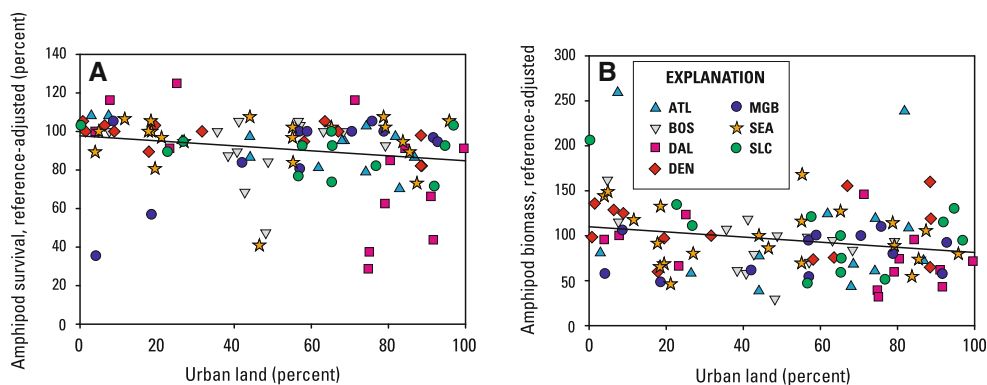 Amphipod survival, reference-adjusted (percent)
140
120
100
80
60
40
20
0
A
0
20
40
60
80
100
Urban land (percent)
Amphipod biomass, reference-adjusted
300
250
200
150
100
50
0
B
EXPLANATION
ATL
BOS
DAL
DEN
MGB
SEA
SLC
0
20
40
60
80
100
Urban land (percent)